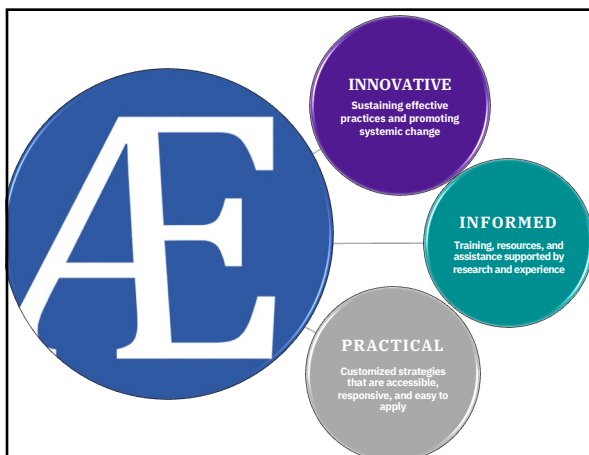 Æ
INNOVATIVE
Sustaining effective
practices and promoting
systemic change
INFORMED
Training, resources, and
assistance supported by
research and experience
PRACTICAL
Customized strategies
that are accessible,
responsive, and easy to
apply